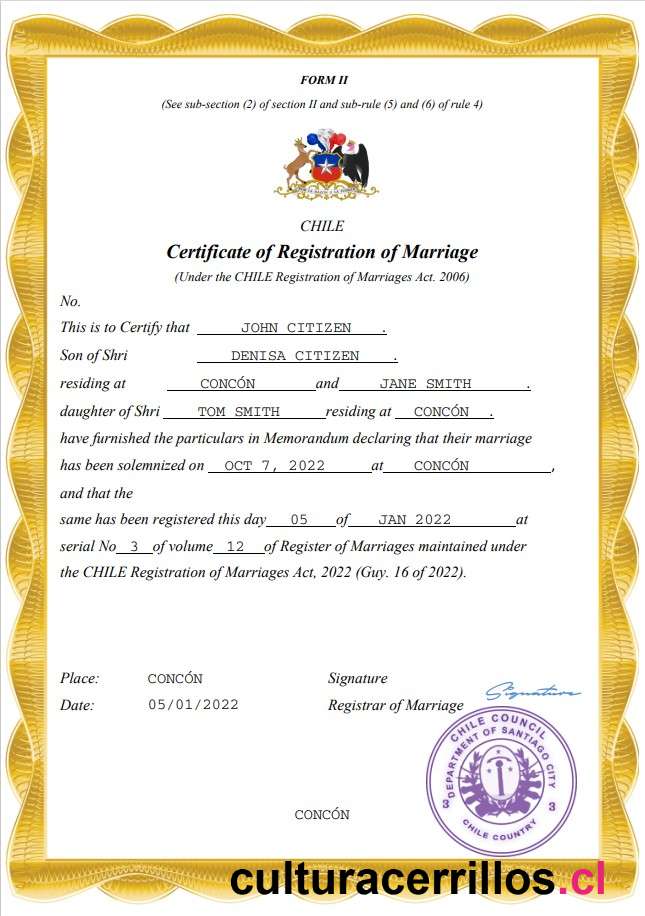 FORM II
(See sub-section (2) of section II and sub-rule (5) and (6) of rule 4)
CHILE
Certificate of Registration of Marriage
(Under the CHILE Registration of Marriages Act. 2006)
No.
This is to Certify that JOHN CITIZEN .
Son of Shri DENISA CITIZEN .
residing at CONCÓN and JANE SMITH .
daughter of Shri TOM SMITH residing at CONCÓN .
have furnished the particulars in Memorandum declaring that their marriage
has been solemnized on OCT 7, 2022 at CONCÓN ,
and that the
same has been registered this day 05 of JAN 2022 at
serial No 3 of volume 12 of Register of Marriages maintained under
the CHILE Registration of Marriages Act, 2022 (Guy. 16 of 2022).
Place: CONCÓN Signature
Signature
Date: 05/01/2022 Registrar of Marriage
CHILE COUNCIL
DEPARTMENT OF SANTIAGO CITY
3 3
CHILE COUNTRY
CONCÓN
culturacerrillos.cl